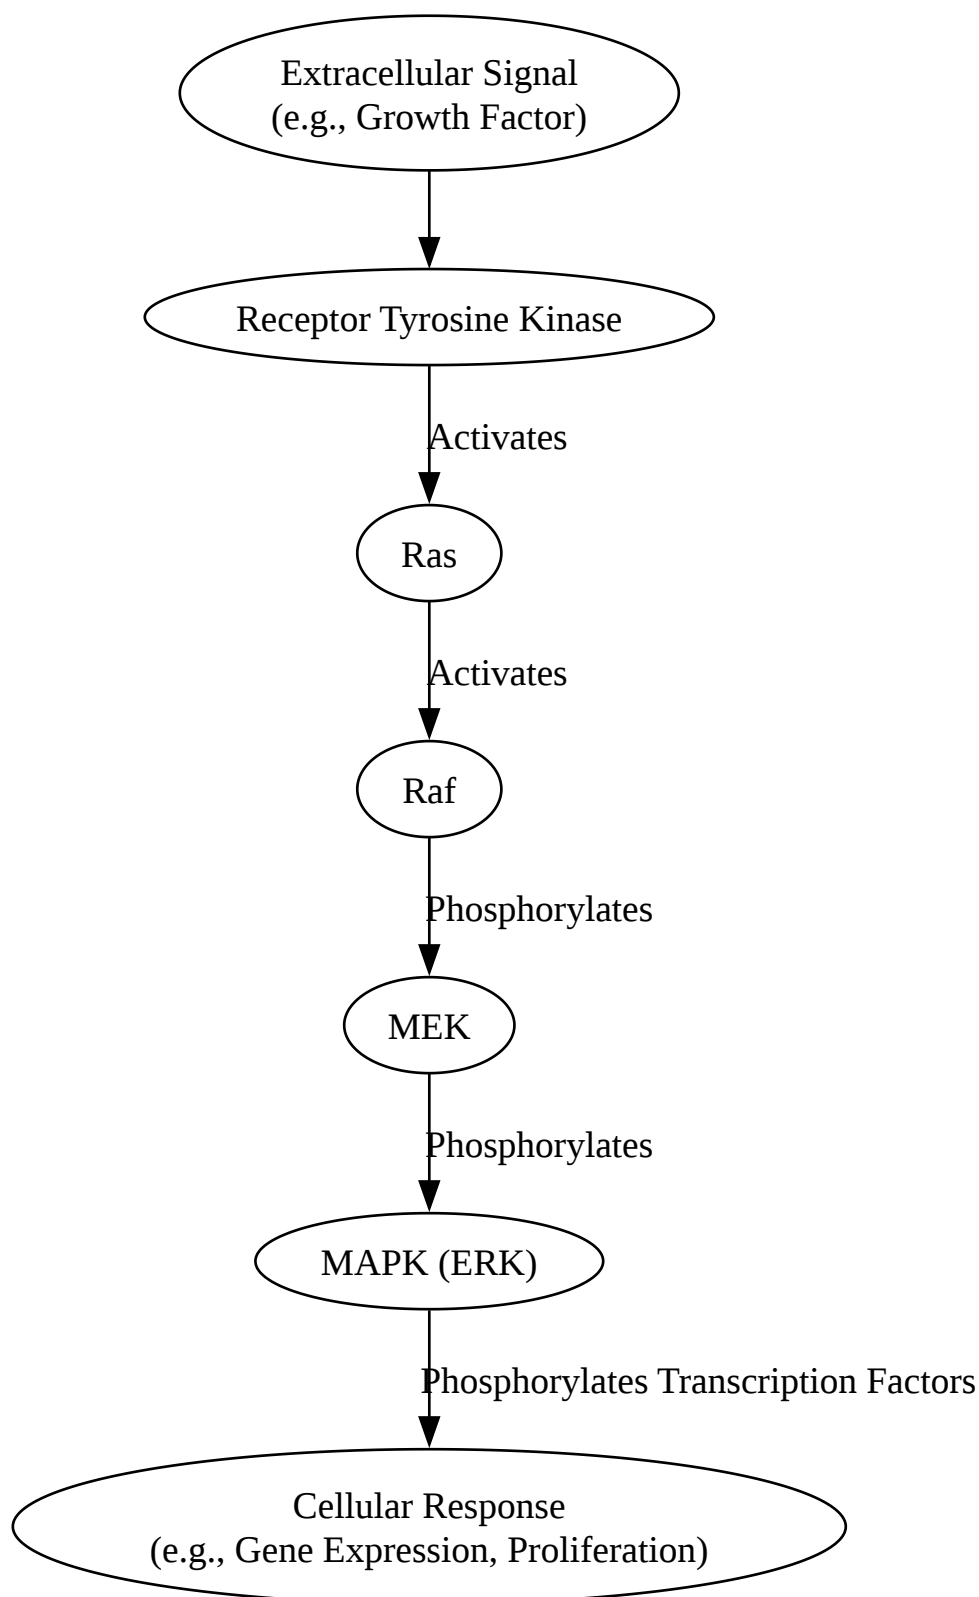 Extracellular Signal
(e.g., Growth Factor)
Receptor Tyrosine Kinase
Activates
Ras
Activates
Raf
Phosphorylates
MEK
Phosphorylates
MAPK (ERK)
Phosphorylates Transcription Factors
Cellular Response
(e.g., Gene Expression, Proliferation)